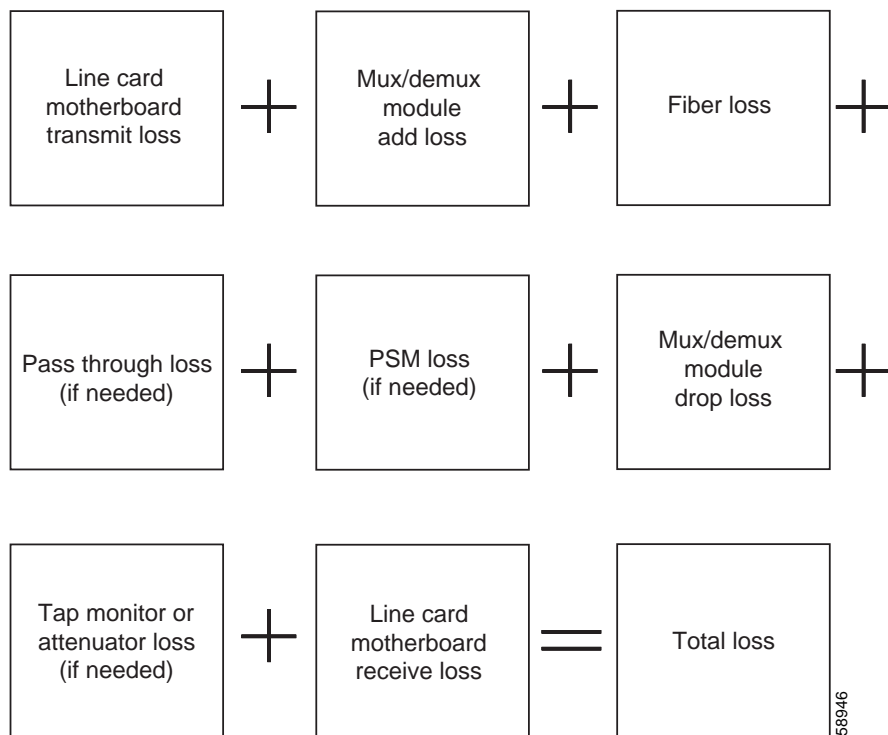 Line card
motherboard
transmit loss
+
Mux/demux
module
add loss
+
Fiber loss
+
Pass through loss
(if needed)
+
PSM loss
(if needed)
+
Mux/demux
module
drop loss
+
Tap monitor or
attenuator loss
(if needed)
+
Line card
motherboard
receive loss
=
Total loss
58946